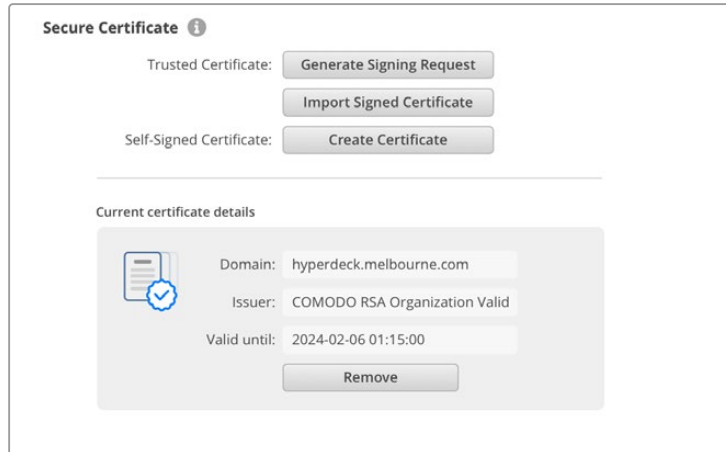 Secure Certificate
Trusted Certificate: Generate Signing Request
Import Signed Certificate
Self-Signed Certificate: Create Certificate
Current certificate details
Domain: hyperdeck.melbourne.com
Issuer: COMODO RSA Organization Valid
Valid until: 2024-02-06 01:15:00
Remove